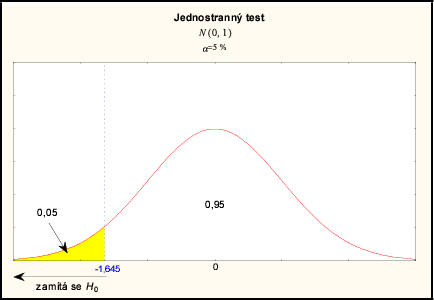 Jednostranný test
N(0, 1)
α=5 %
0,05
0,95
-1,645
0
zamítá se H₀